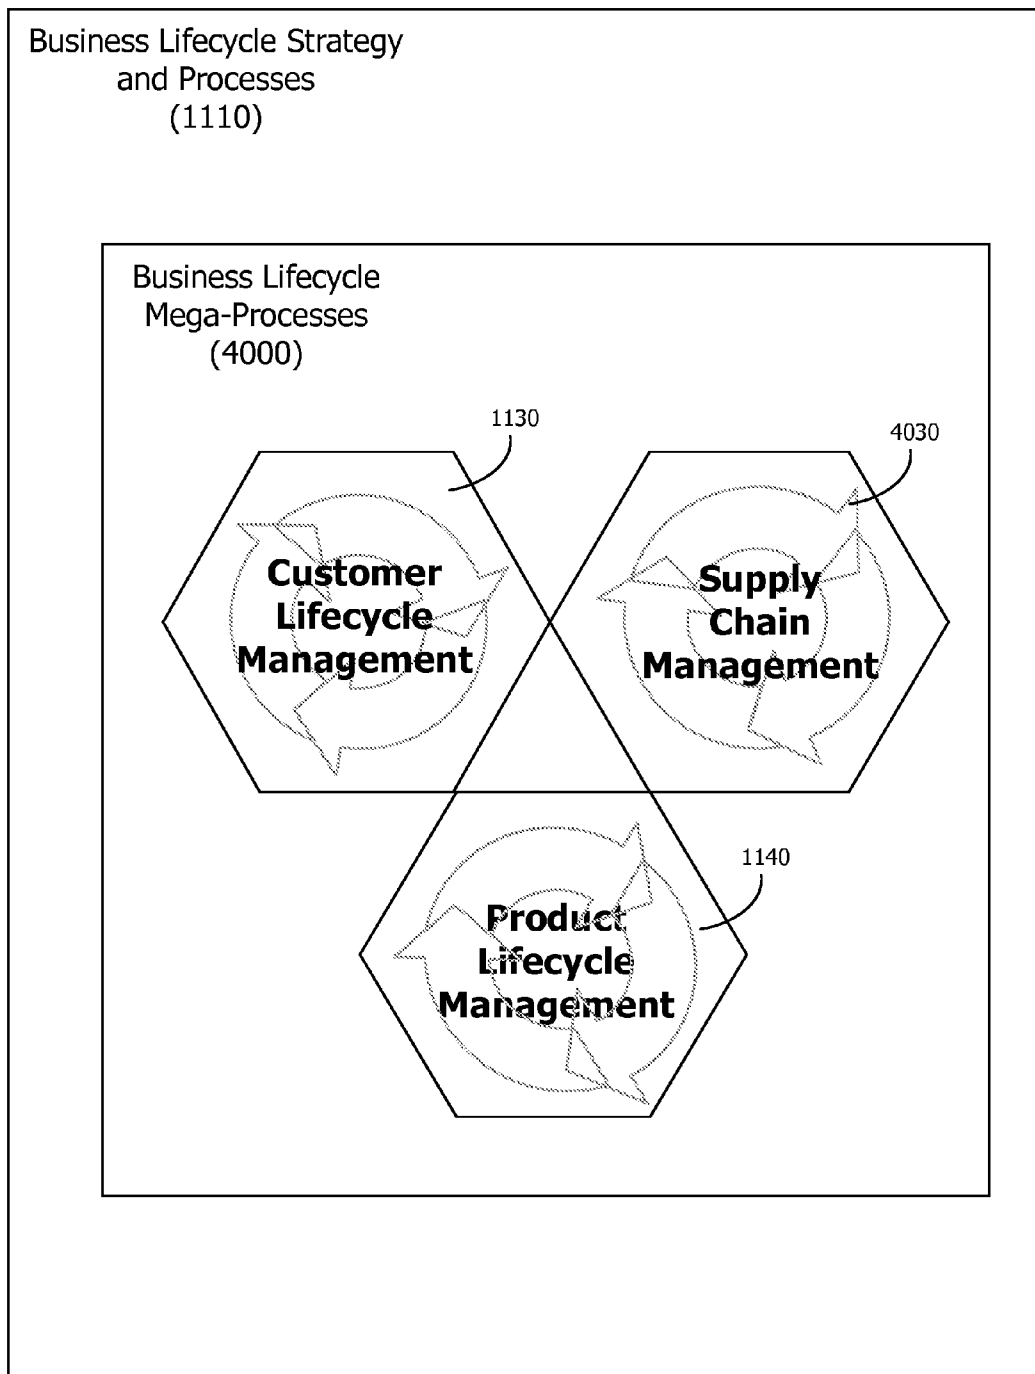 Business Lifecycle Strategy
and Processes
(1110)
Business Lifecycle
Mega-Processes
(4000)
1130
4030
Customer
Lifecycle
Management
Supply
Chain
Management
1140
Product
Lifecycle
Management